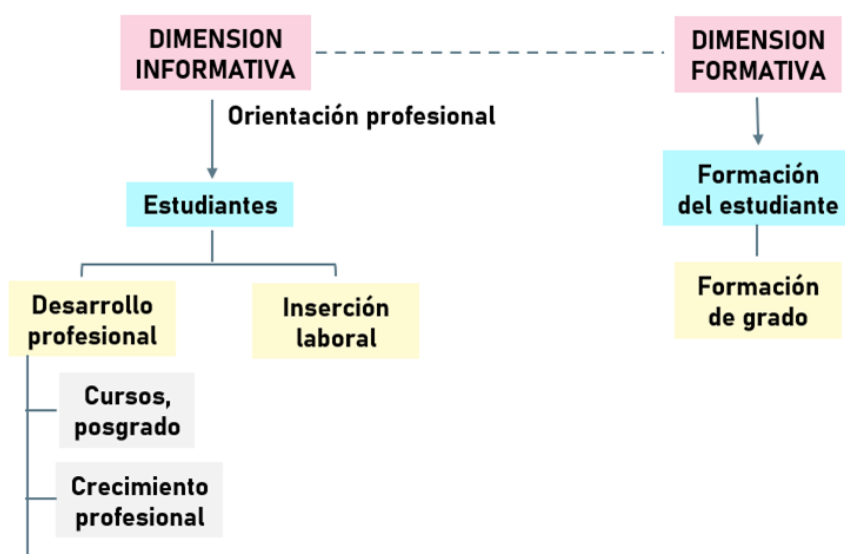 DIMENSION
INFORMATIVA
DIMENSION
FORMATIVA
Orientación profesional
Estudiantes
Formación
del estudiante
Desarrollo
profesional
Inserción
laboral
Formación
de grado
Cursos,
posgrado
Crecimiento
profesional